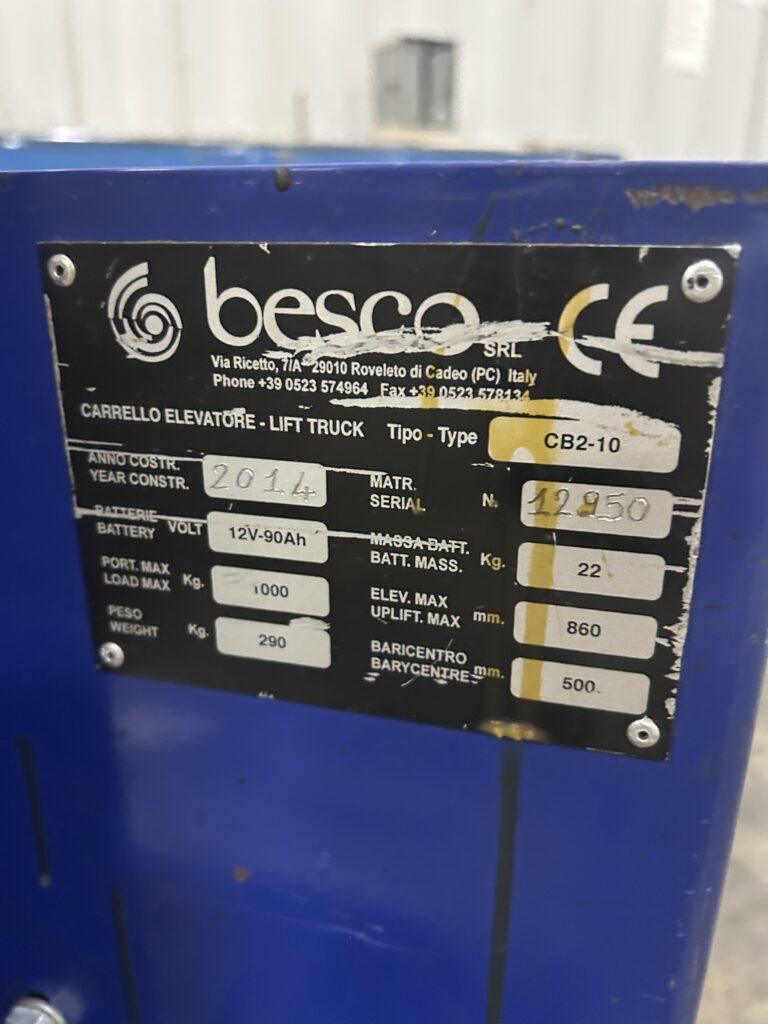 besco SRL CE
Via Ricetto, 7/A - 29010 Roveleto di Cadeo (PC) Italy
Phone +39 0523 574964 Fax +39 0523 578134
CARRELLO ELEVATORE - LIFT TRUCK Tipo - Type CB2-10
ANNO COSTR.
YEAR CONSTR. 2014
MATR.
SERIAL N. 12950
BATTERIE
BATTERY VOLT 12V-90Ah
MASSA BATT.
BATT. MASS. Kg. 22
PORT. MAX
LOAD MAX Kg. 1000
ELEV. MAX
UPLIFT. MAX mm. 860
PESO
WEIGHT Kg. 290
BARICENTRO
BARYCENTRE mm. 500